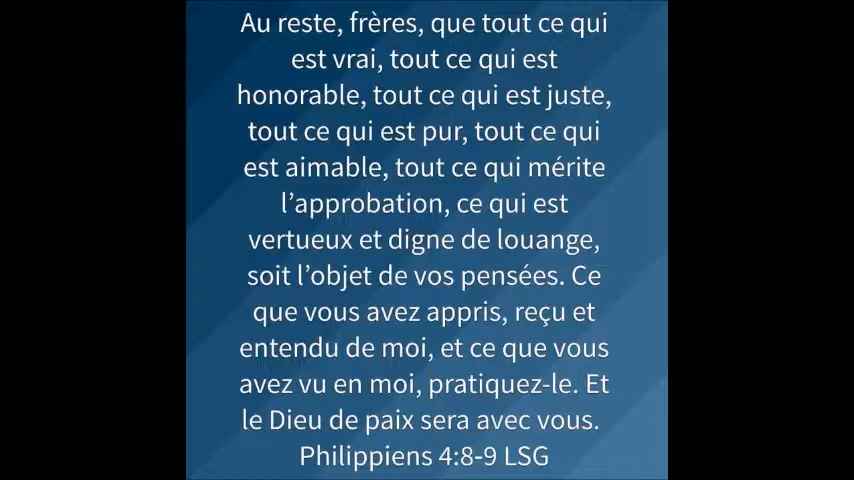 Au reste, frères, que tout ce qui
est vrai, tout ce qui est
honorable, tout ce qui est juste,
tout ce qui est pur, tout ce qui
est aimable, tout ce qui mérite
l’approbation, ce qui est
vertueux et digne de louange,
soit l’objet de vos pensées. Ce
que vous avez appris, reçu et
entendu de moi, et ce que vous
avez vu en moi, pratiquez-le. Et
le Dieu de paix sera avec vous.
Philippiens 4:8-9 LSG